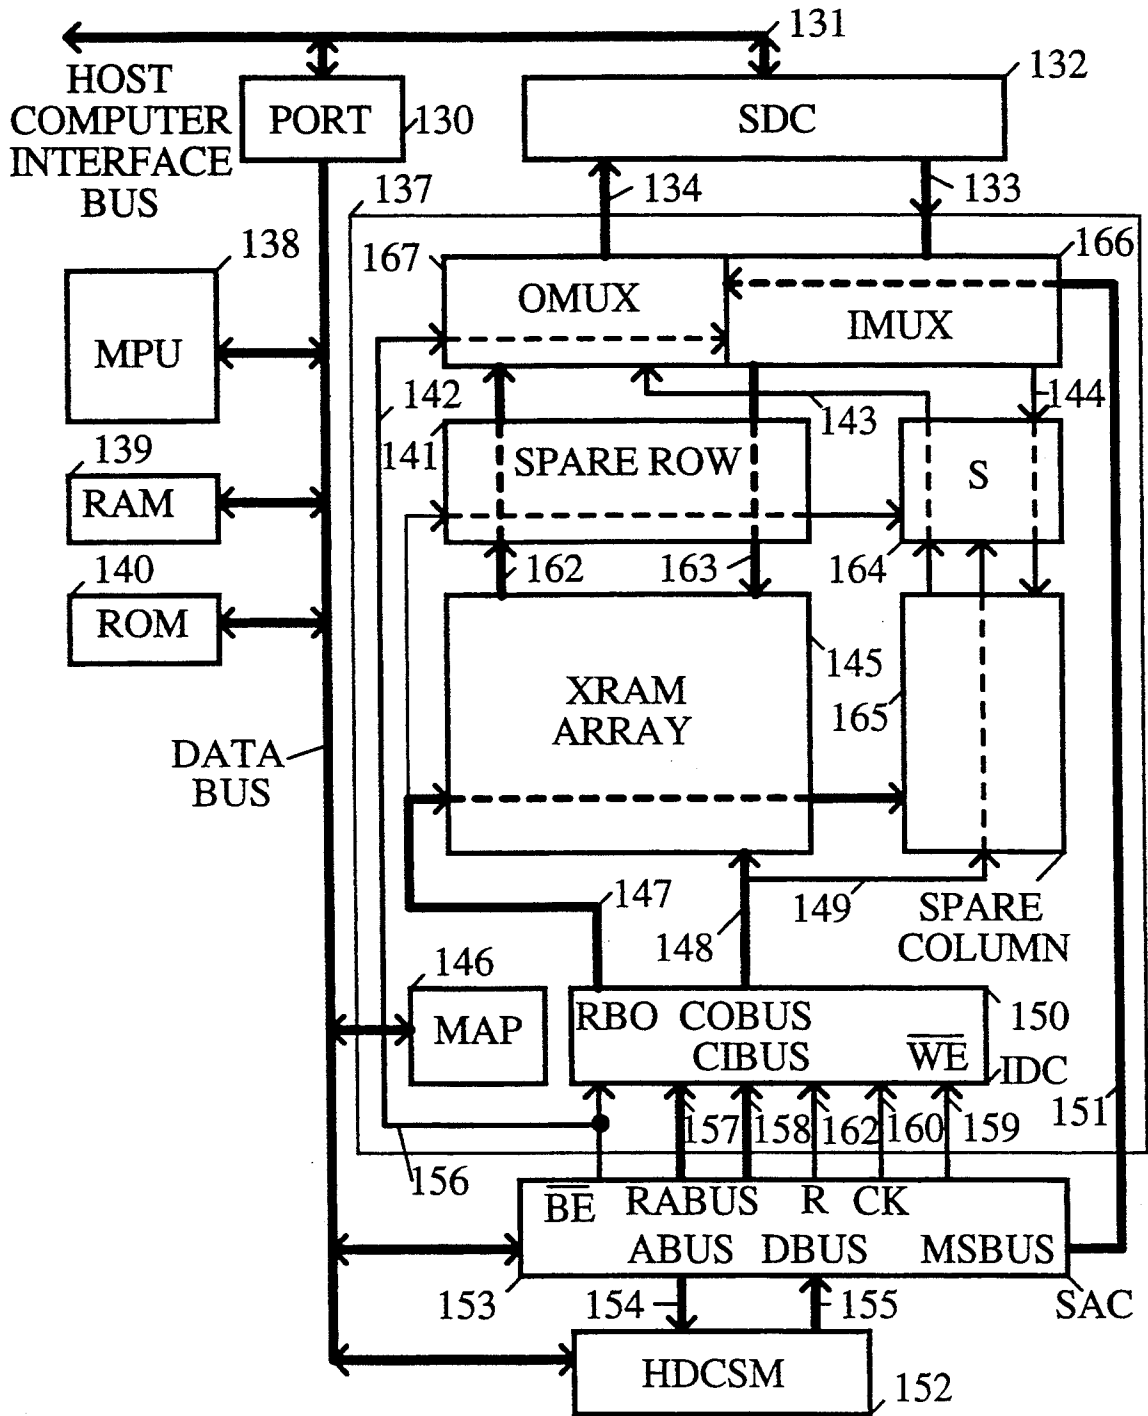 131
HOST
COMPUTER
INTERFACE
BUS
PORT
130
SDC
132
137
134
133
138
MPU
167
OMUX
IMUX
166
142
143
144
141
SPARE ROW
S
139
RAM
162
163
164
140
ROM
XRAM
ARRAY
145
165
DATA
BUS
147
148
149
SPARE
COLUMN
146
MAP
RBO COBUS
CIBUS
WE
150
IDC
151
156
157
158
162
160
159
BE RABUS R CK
ABUS DBUS MSBUS
153
154
155
SAC
HDCSM
152